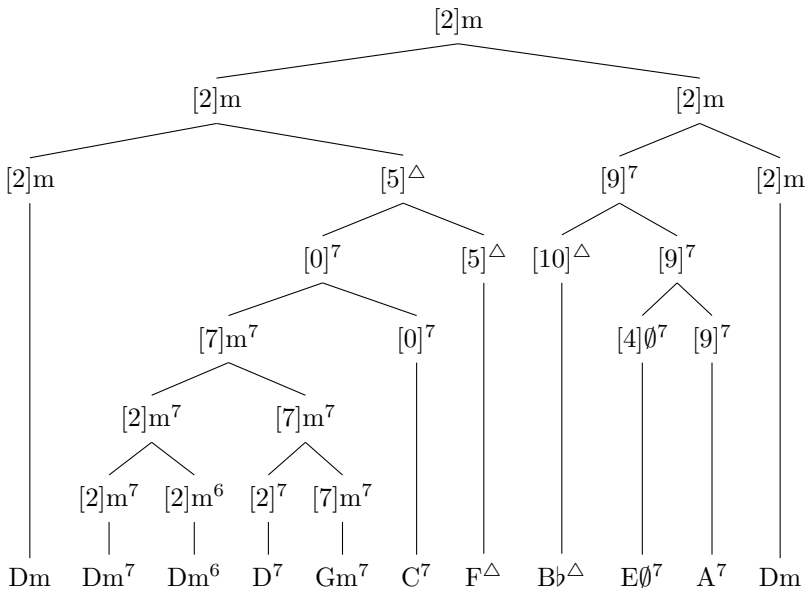 [2]m
[2]m [2]m
[2]m [5]△ [9]⁷ [2]m
[0]⁷ [5]△ [10]△ [9]⁷
[7]m⁷ [0]⁷ [4]∅⁷ [9]⁷
[2]m⁷ [7]m⁷
[2]m⁷ [2]m⁶ [2]⁷ [7]m⁷
Dm Dm⁷ Dm⁶ D⁷ Gm⁷ C⁷ F△ B♭△ E∅⁷ A⁷ Dm